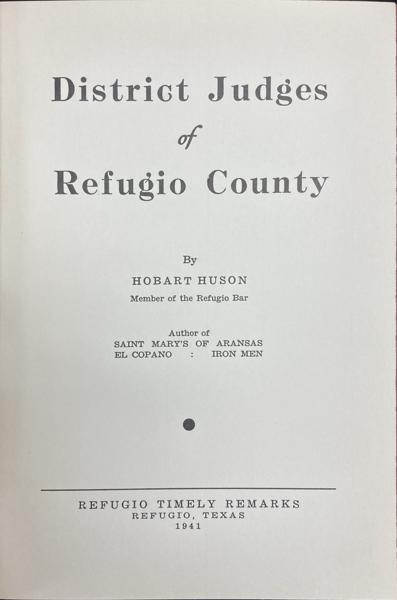 District Judges
of
Refugio County
By
HOBART HUSON
Member of the Refugio Bar
Author of
SAINT MARY'S OF ARANSAS
EL COPANO : IRON MEN
REFUGIO TIMELY REMARKS
REFUGIO, TEXAS
1941